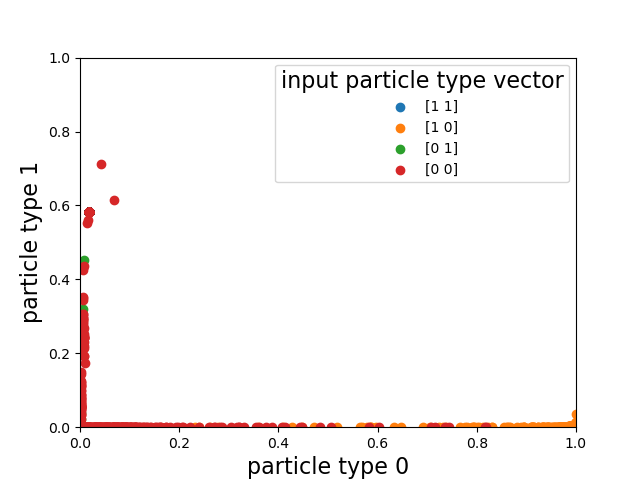 input particle type vector
[1 1]
[1 0]
[0 1]
[0 0]
particle type 1
1.0
0.8
0.6
0.4
0.2
0.0
0.0 0.2 0.4 0.6 0.8 1.0
particle type 0